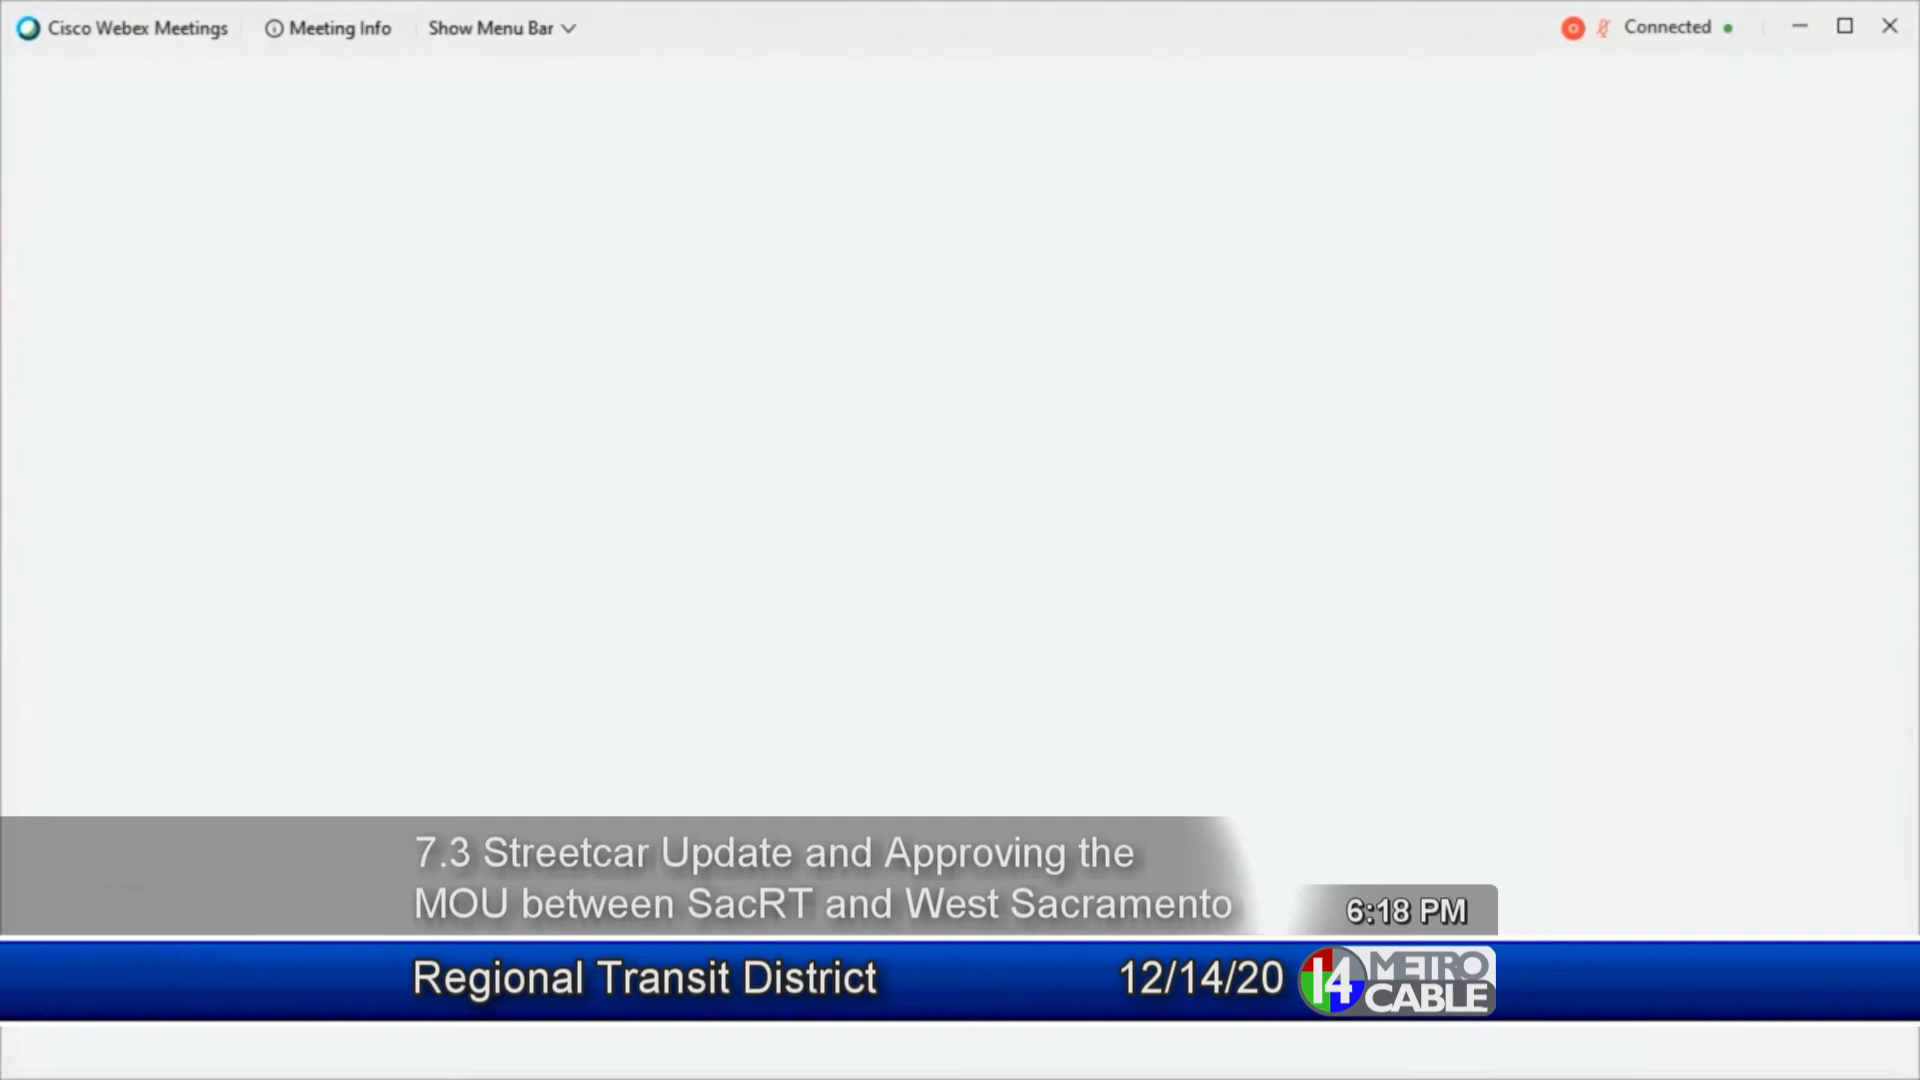 Cisco Webex Meetings Meeting Info Show Menu Bar Connected
7.3 Streetcar Update and Approving the
MOU between SacRT and West Sacramento
6:18 PM
Regional Transit District 12/14/20 14 METRO
CABLE